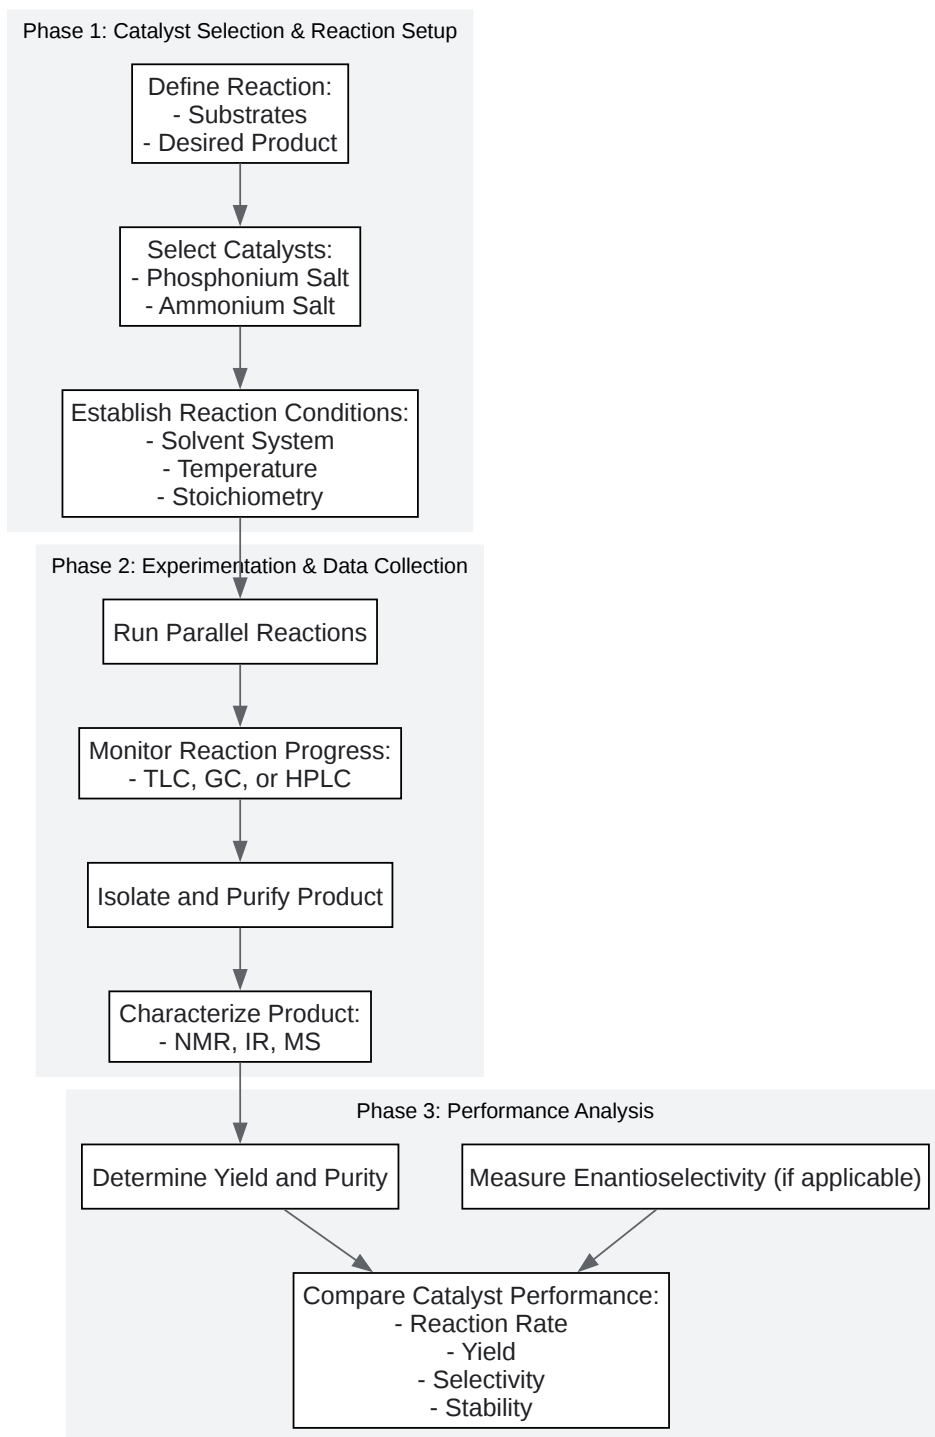 Phase 1: Catalyst Selection & Reaction Setup
Define Reaction:
- Substrates
- Desired Product
Select Catalysts:
- Phosphonium Salt
- Ammonium Salt
Establish Reaction Conditions:
- Solvent System
- Temperature
- Stoichiometry
Phase 2: Experimentation & Data Collection
Run Parallel Reactions
Monitor Reaction Progress:
- TLC, GC, or HPLC
Isolate and Purify Product
Characterize Product:
- NMR, IR, MS
Phase 3: Performance Analysis
Determine Yield and Purity
Measure Enantioselectivity (if applicable)
Compare Catalyst Performance:
- Reaction Rate
- Yield
- Selectivity
- Stability